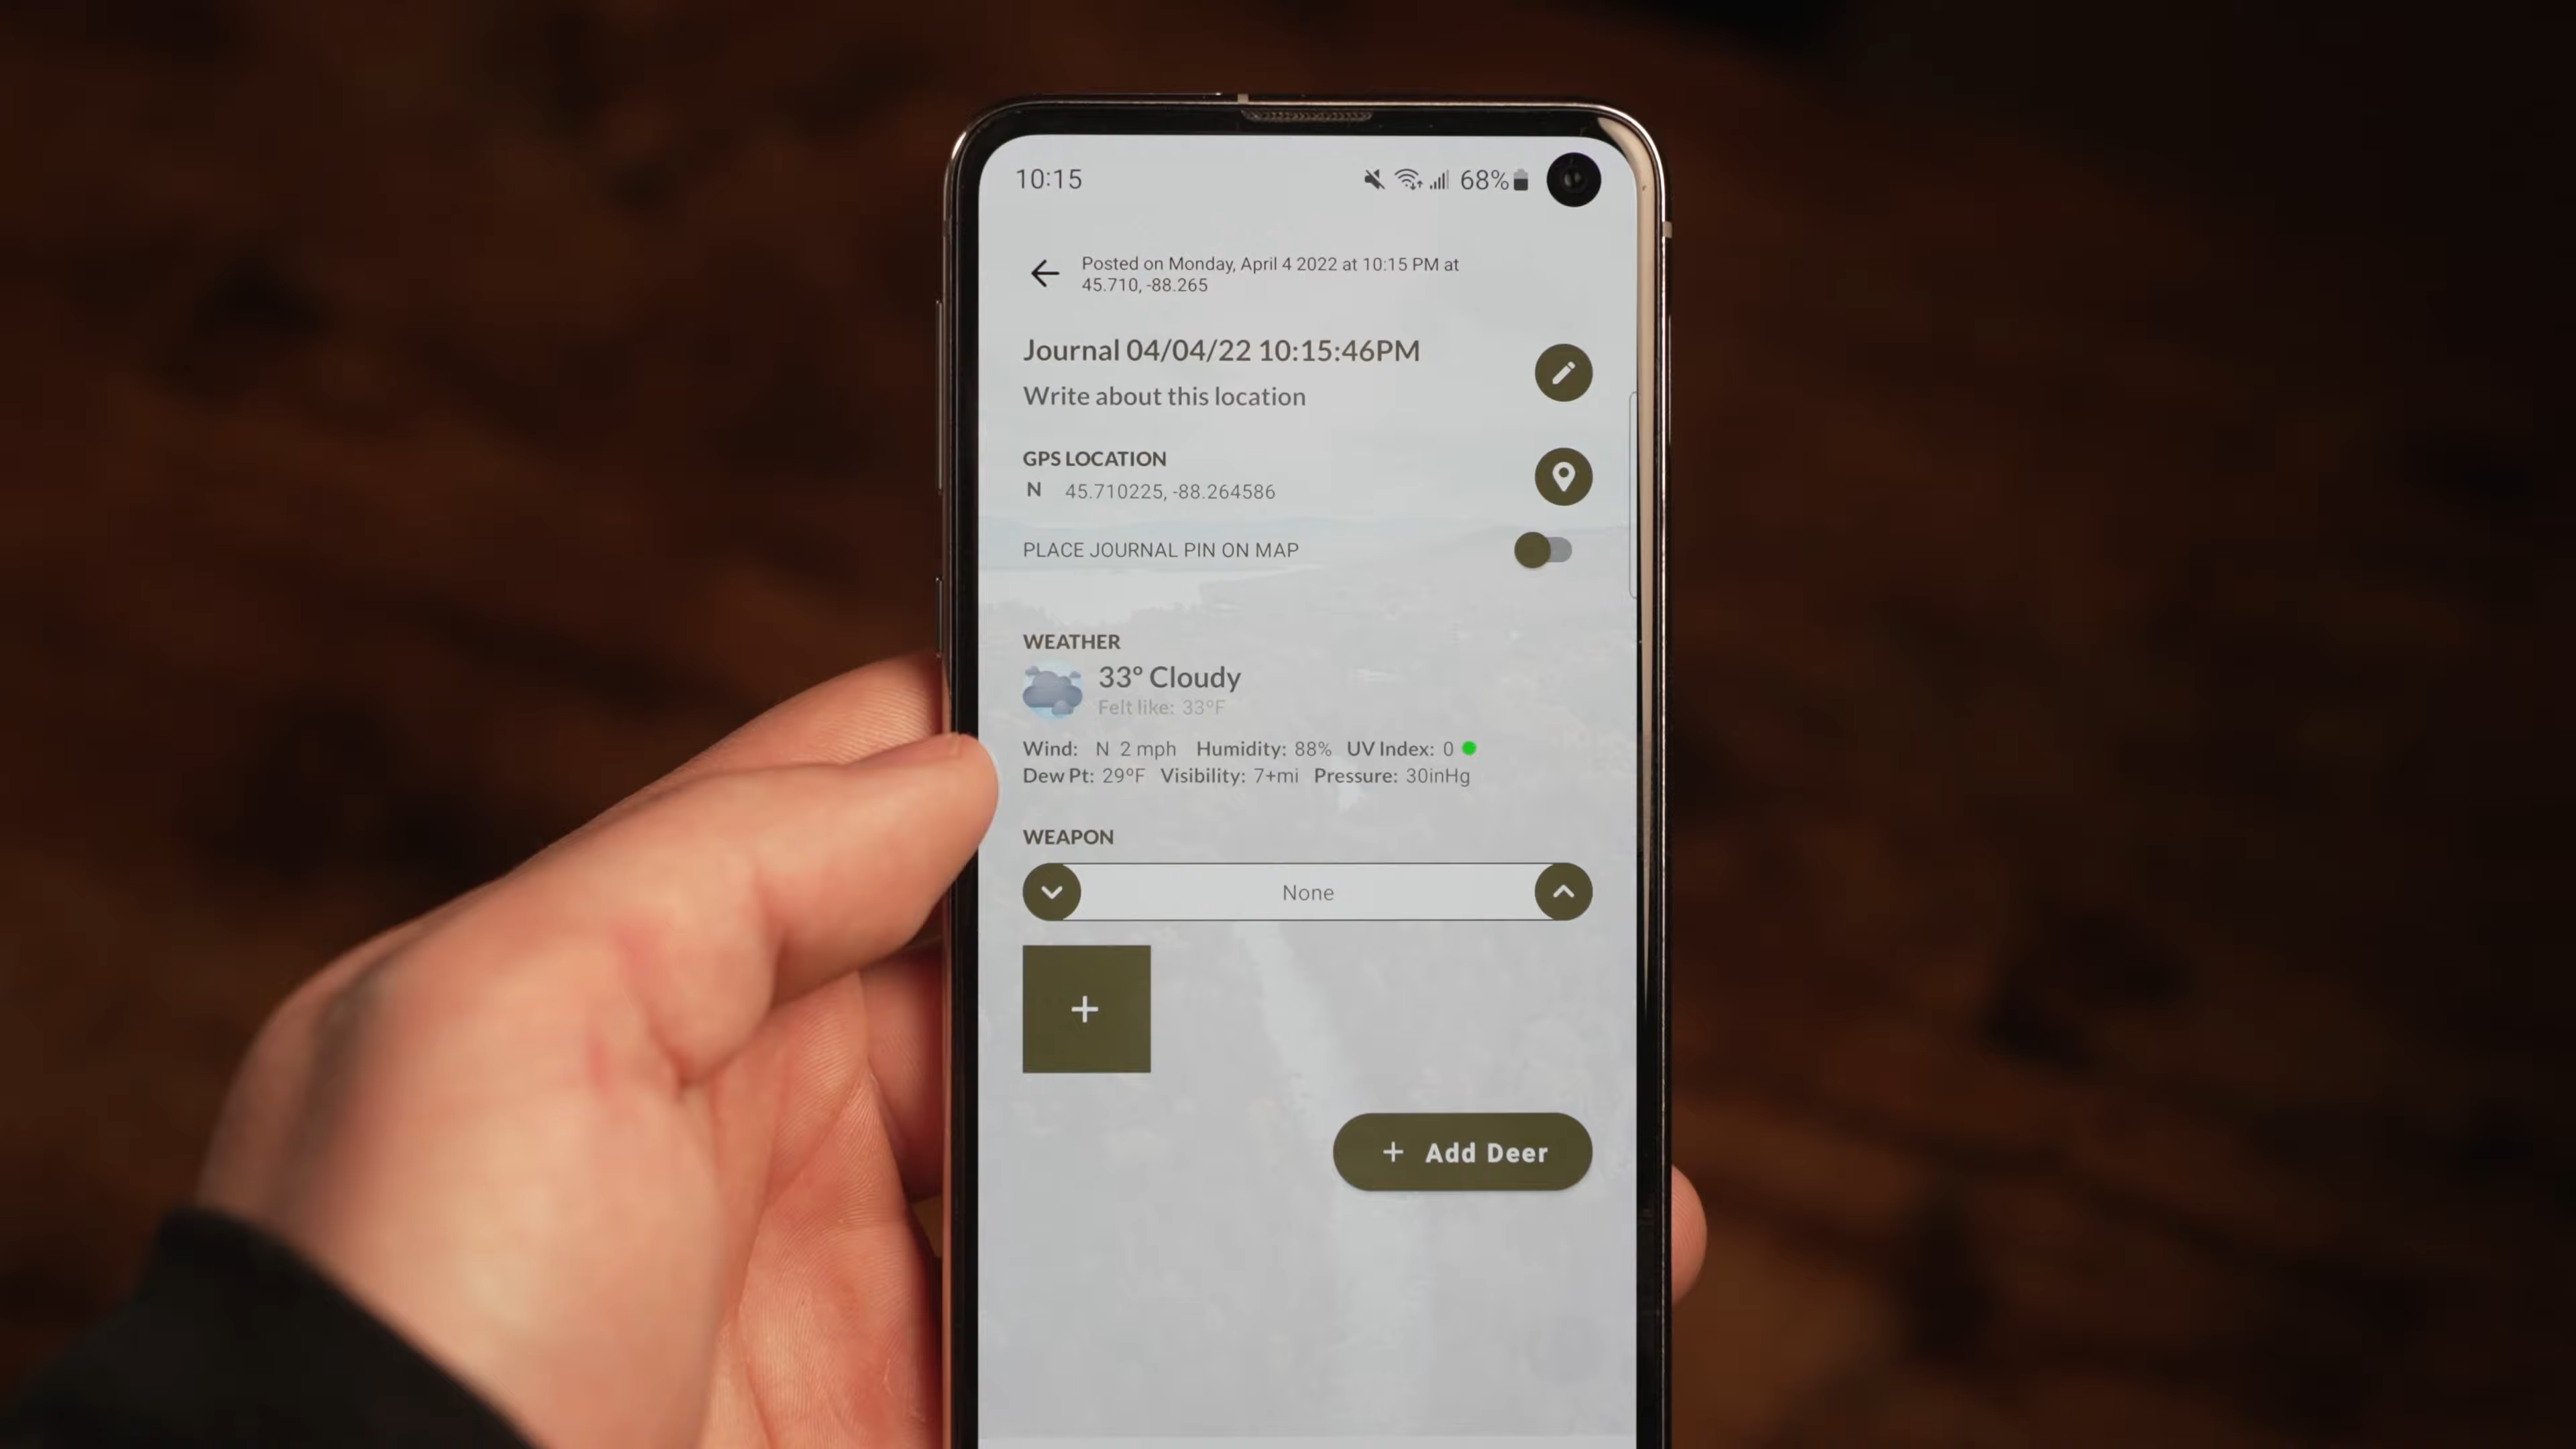 10:15 68%
Posted on Monday, April 4 2022 at 10:15 PM at
45.710, -88.265
Journal 04/04/22 10:15:46PM
Write about this location
GPS LOCATION
N 45.710225, -88.264586
PLACE JOURNAL PIN ON MAP
WEATHER
33° Cloudy
Felt like: 33°F
Wind: N 2 mph Humidity: 88% UV Index: 0
Dew Pt: 29°F Visibility: 7+mi Pressure: 30inHg
WEAPON
None
+
+ Add Deer